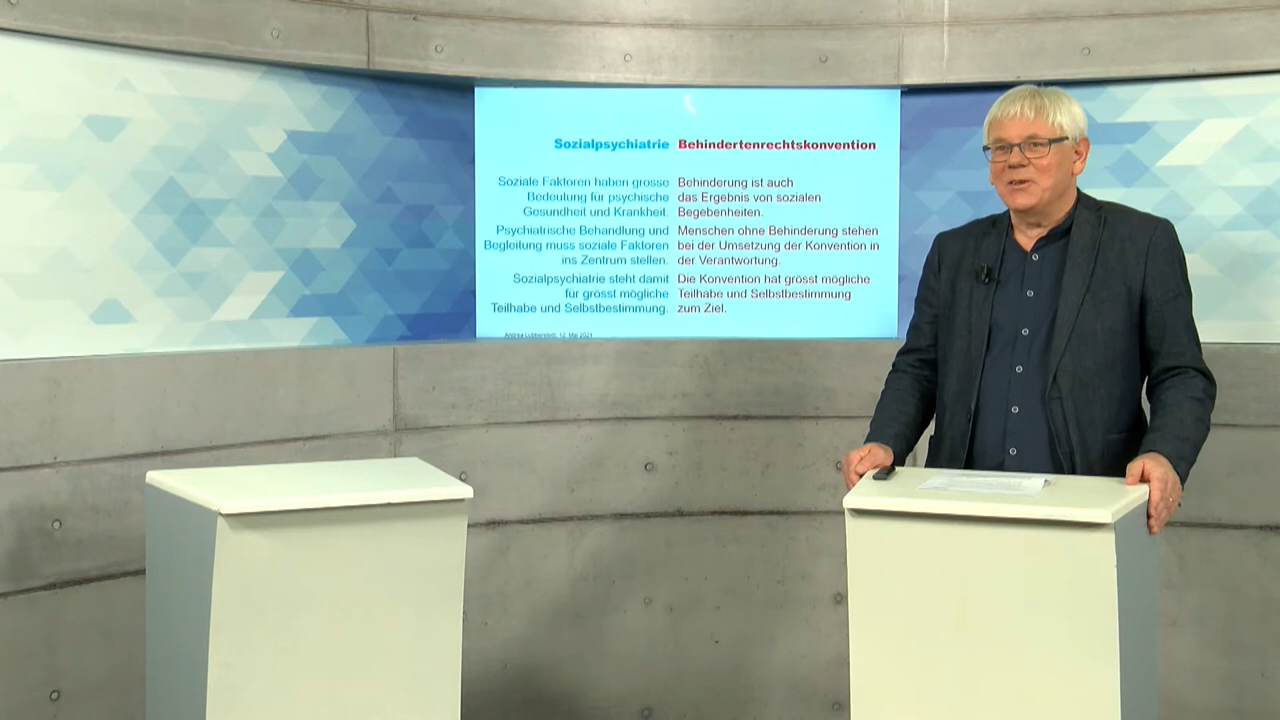 Sozialpsychiatrie Behindertenrechtskonvention
Soziale Faktoren haben grosse
Bedeutung für psychische
Gesundheit und Krankheit.
Behinderung ist auch
das Ergebnis von sozialen
Begebenheiten.
Psychiatrische Behandlung und
Begleitung muss soziale Faktoren
ins Zentrum stellen.
Menschen ohne Behinderung stehen
bei der Umsetzung der Konvention in
der Verantwortung.
Sozialpsychiatrie steht damit
für grösst mögliche
Teilhabe und Selbstbestimmung.
Die Konvention hat grösst mögliche
Teilhabe und Selbstbestimmung
zum Ziel.
12. Mai 2021